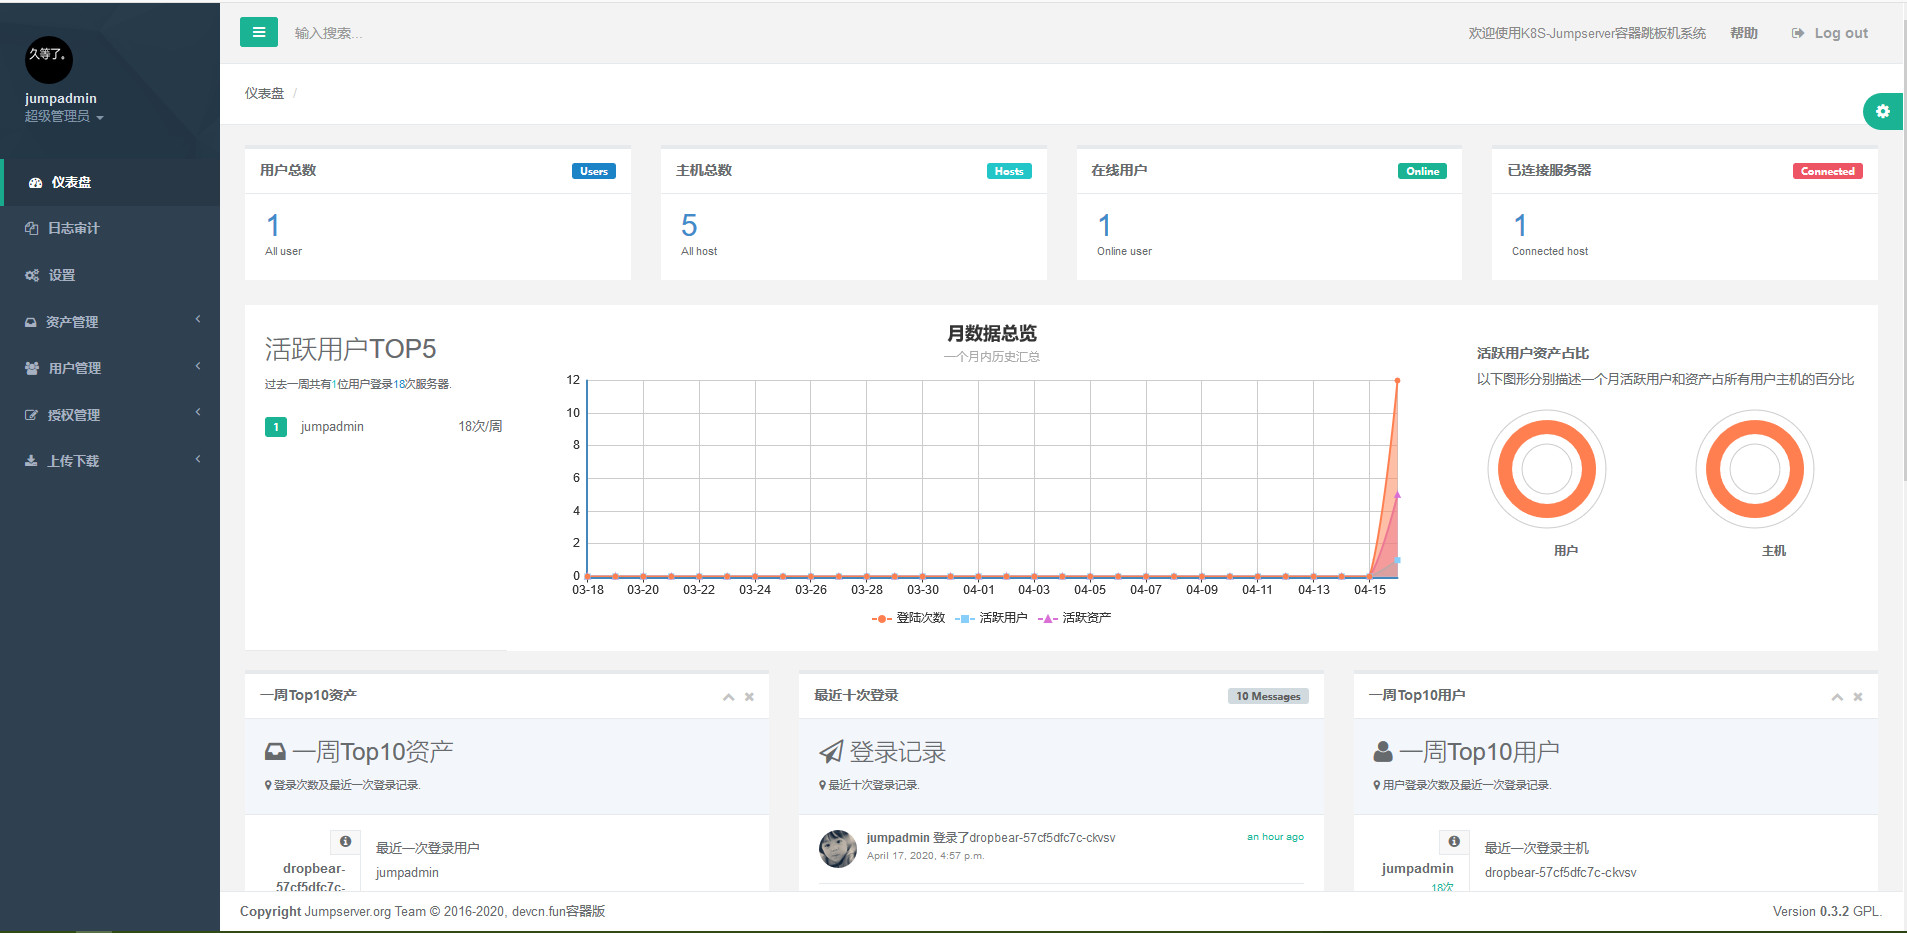 久等了。
jumpadmin
超级管理员
仪表盘
日志审计
设置
资产管理
用户管理
授权管理
上传下载
输入搜索...
欢迎使用K8S-Jumpserver容器跳板机系统
帮助
Log out
仪表盘 /
用户总数
Users
1
All user
主机总数
Hosts
5
All host
在线用户
Online
1
Online user
已连接服务器
Connected
1
Connected host
活跃用户TOP5
过去一周共有1位用户登录18次服务器.
1 jumpadmin 18次/周
月数据总览
一个月内历史汇总
12
10
8
6
4
2
0
03-18 03-20 03-22 03-24 03-26 03-28 03-30 04-01 04-03 04-05 04-07 04-09 04-11 04-13 04-15
登陆次数 活跃用户 活跃资产
活跃用户资产占比
以下图形分别描述一个月活跃用户和资产占所有用户主机的百分比
用户
主机
一周Top10资产
一周Top10资产
登录次数及最近一次登录记录.
dropbear-
57cf5dfc7c-
最近一次登录用户
jumpadmin
最近十次登录
10 Messages
登录记录
最近十次登录记录.
jumpadmin 登录了dropbear-57cf5dfc7c-ckvsv
an hour ago
April 17, 2020, 4:57 p.m.
一周Top10用户
一周Top10用户
用户登录次数及最近一次登录记录.
jumpadmin
18次
最近一次登录主机
dropbear-57cf5dfc7c-ckvsv
Copyright Jumpserver.org Team © 2016-2020, devcn.fun容器版
Version 0.3.2 GPL.